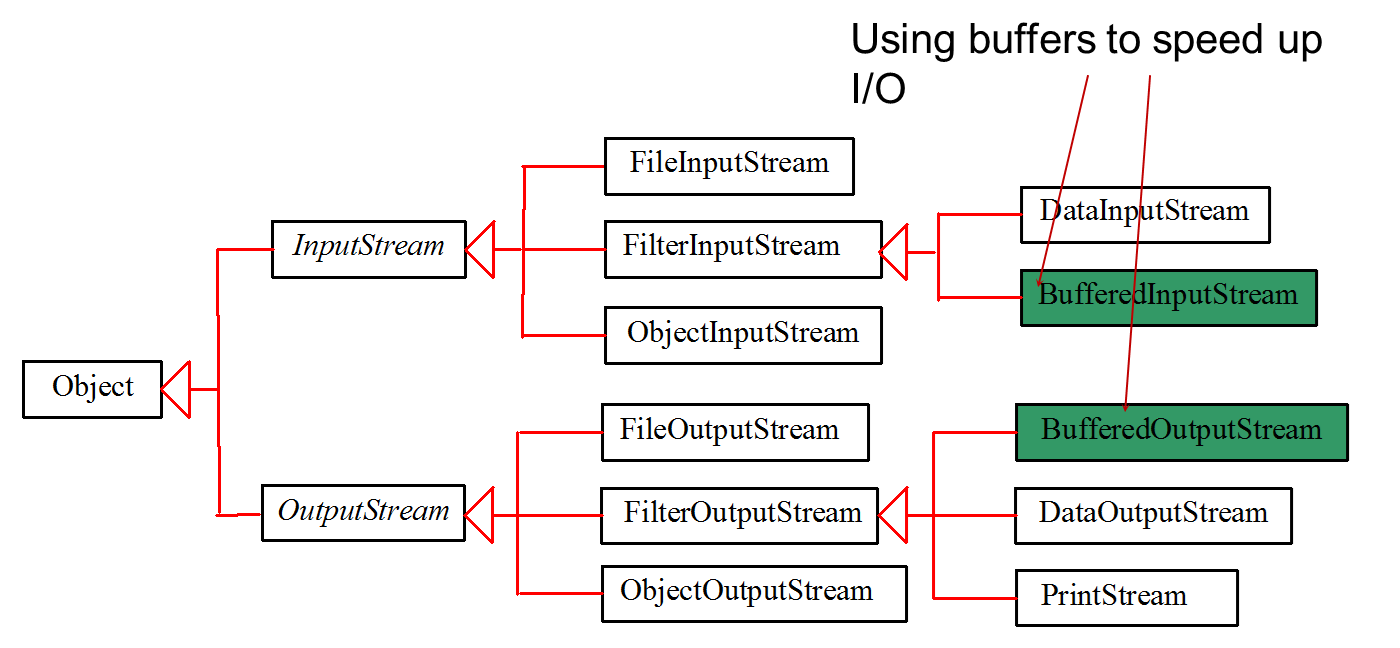 Using buffers to speed up
I/O
FileInputStream
DataInputStream
InputStream
FilterInputStream
BufferedInputStream
ObjectInputStream
Object
FileOutputStream
BufferedOutputStream
OutputStream
FilterOutputStream
DataOutputStream
ObjectOutputStream
PrintStream